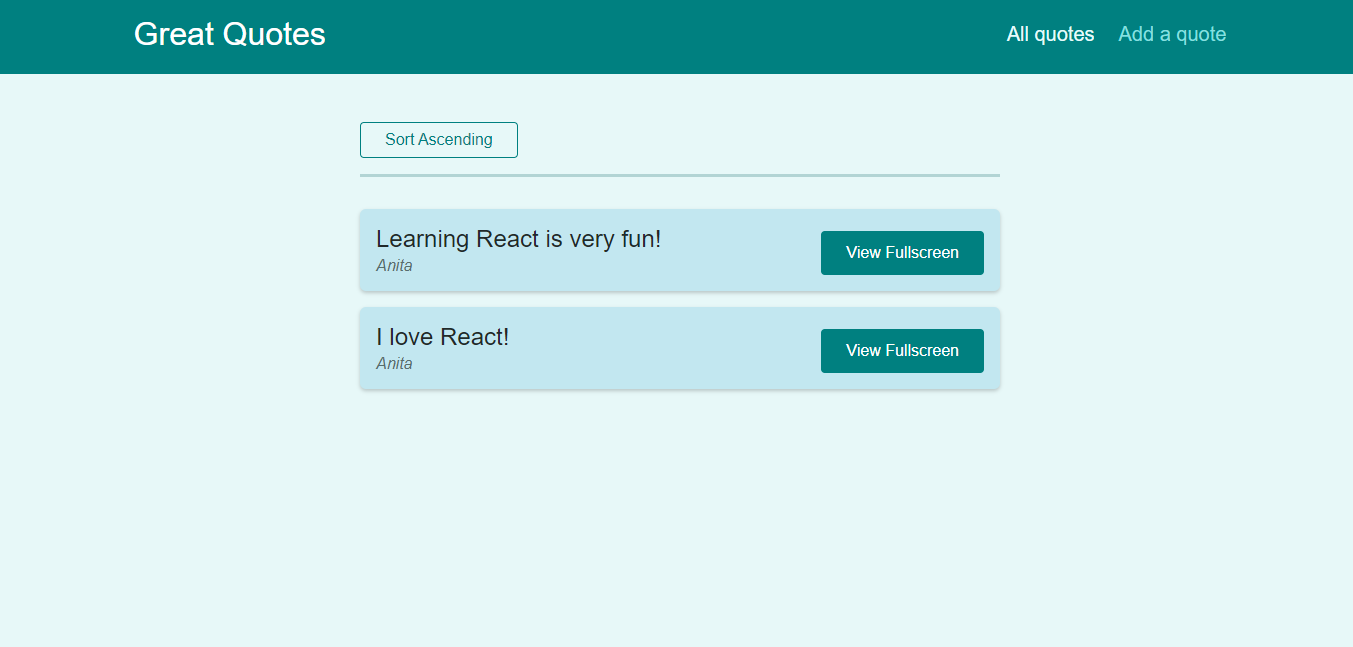 Great Quotes
All quotes
Add a quote
Sort Ascending
Learning React is very fun!
Anita
View Fullscreen
I love React!
Anita
View Fullscreen